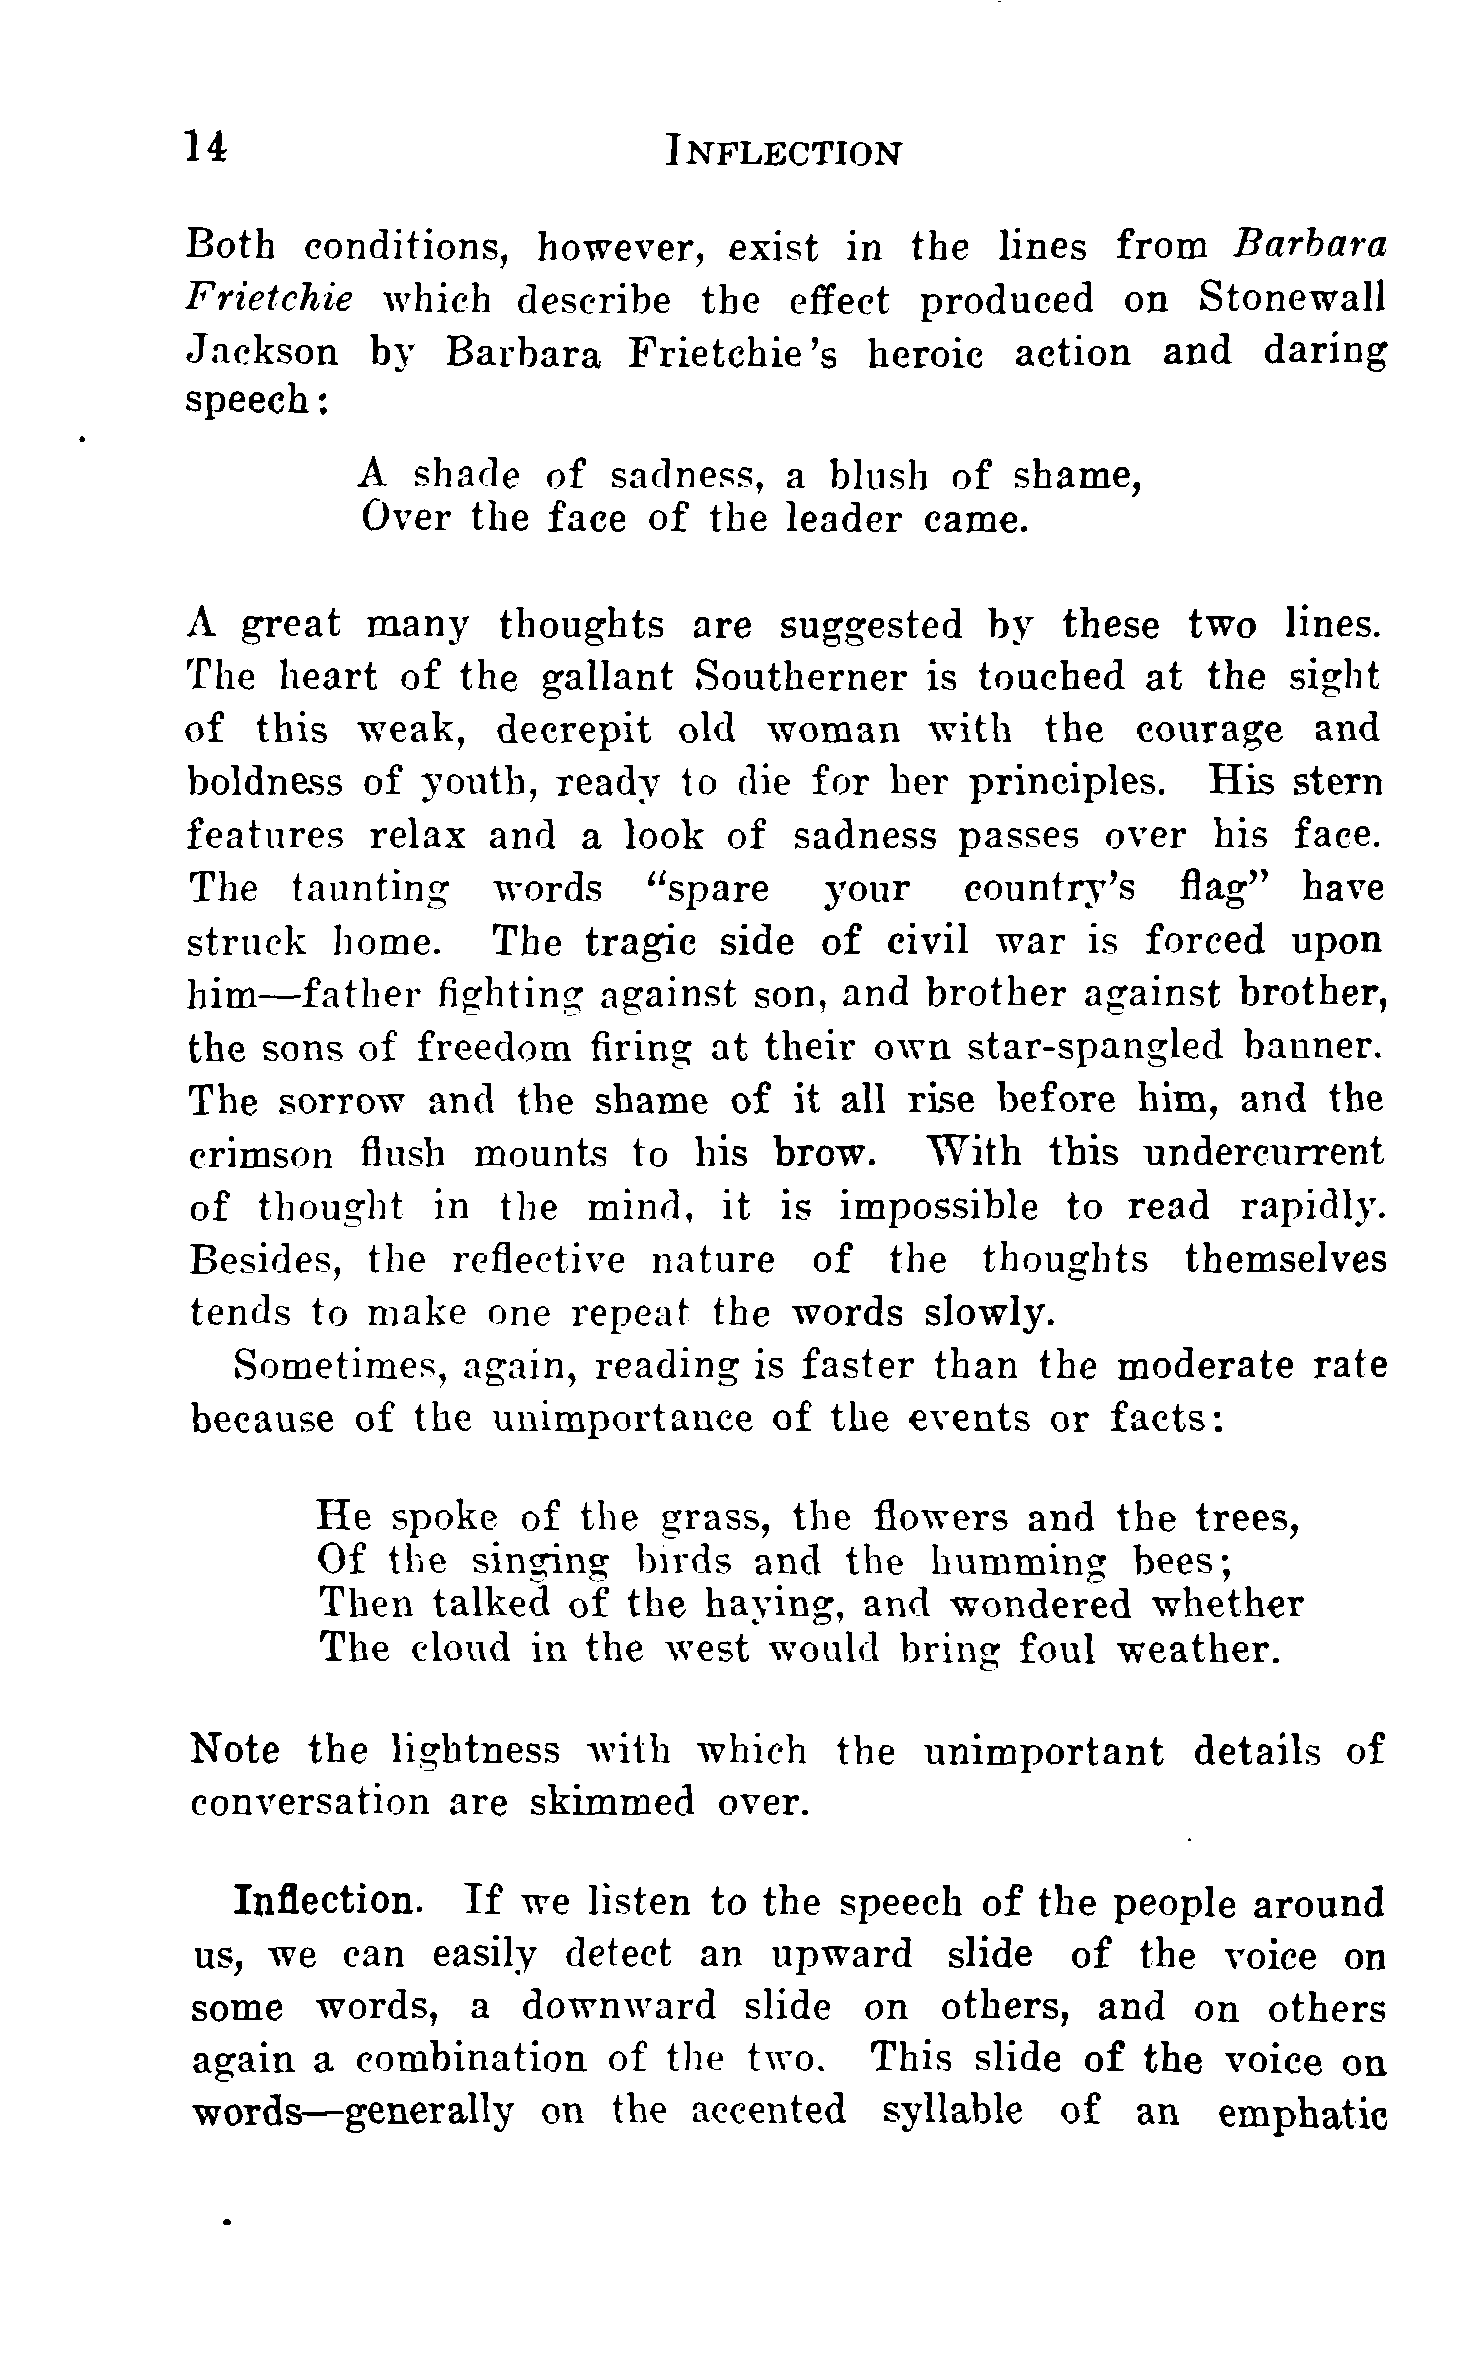 14 INFLECTION
Both conditions, however, exist in the lines from Barbara
Frietchie which describe the effect produced on Stonewall
Jackson by Barbara Frietchie's heroic action and daring
speech:
A shade of sadness, a blush of shame,
Over the face of the leader came.
A great many thoughts are suggested by these two lines.
The heart of the gallant Southerner is touched at the sight
of this weak, decrepit old woman with the courage and
boldness of youth, ready to die for her principles. His stern
features relax and a look of sadness passes over his face.
The taunting words "spare your country's flag" have
struck home. The tragic side of civil war is forced upon
him—father fighting against son, and brother against brother,
the sons of freedom firing at their own star-spangled banner.
The sorrow and the shame of it all rise before him, and the
crimson flush mounts to his brow. With this undercurrent
of thought in the mind, it is impossible to read rapidly.
Besides, the reflective nature of the thoughts themselves
tends to make one repeat the words slowly.
Sometimes, again, reading is faster than the moderate rate
because of the unimportance of the events or facts:
He spoke of the grass, the flowers and the trees,
Of the singing birds and the humming bees;
Then talked of the haying, and wondered whether
The cloud in the west would bring foul weather.
Note the lightness with which the unimportant details of
conversation are skimmed over.
Inflection. If we listen to the speech of the people around
us, we can easily detect an upward slide of the voice on
some words, a downward slide on others, and on others
again a combination of the two. This slide of the voice on
words—generally on the accented syllable of an emphatic